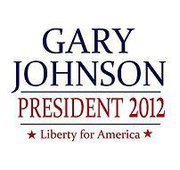 GARY
JOHNSON
PRESIDENT 2012
★ Liberty for America ★